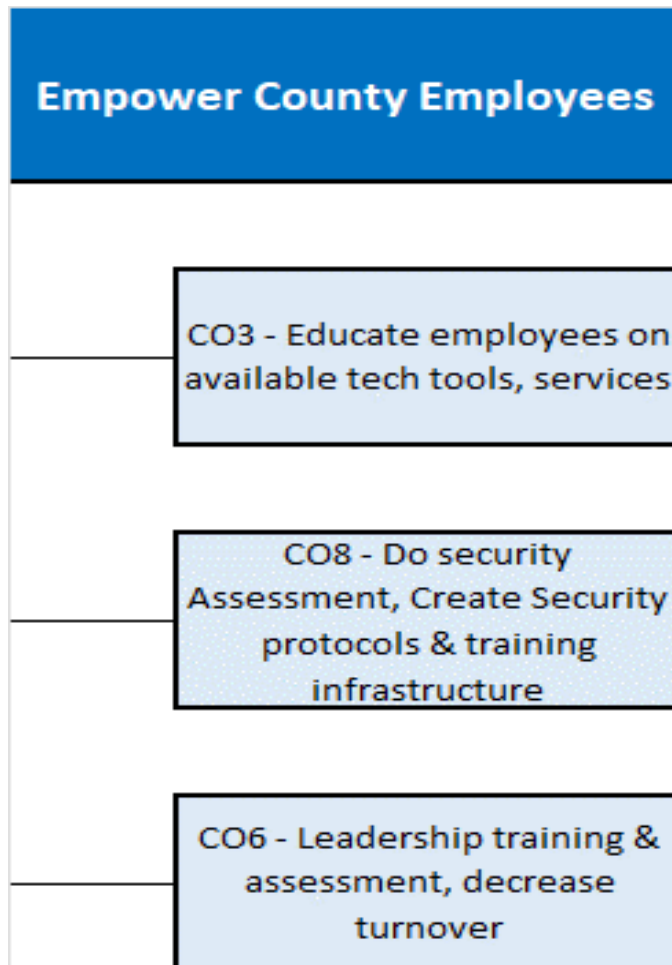 Empower County Employees
CO3 - Educate employees on
available tech tools, services
CO8 - Do security
Assessment, Create Security
protocols & training
infrastructure
CO6 - Leadership training &
assessment, decrease
turnover